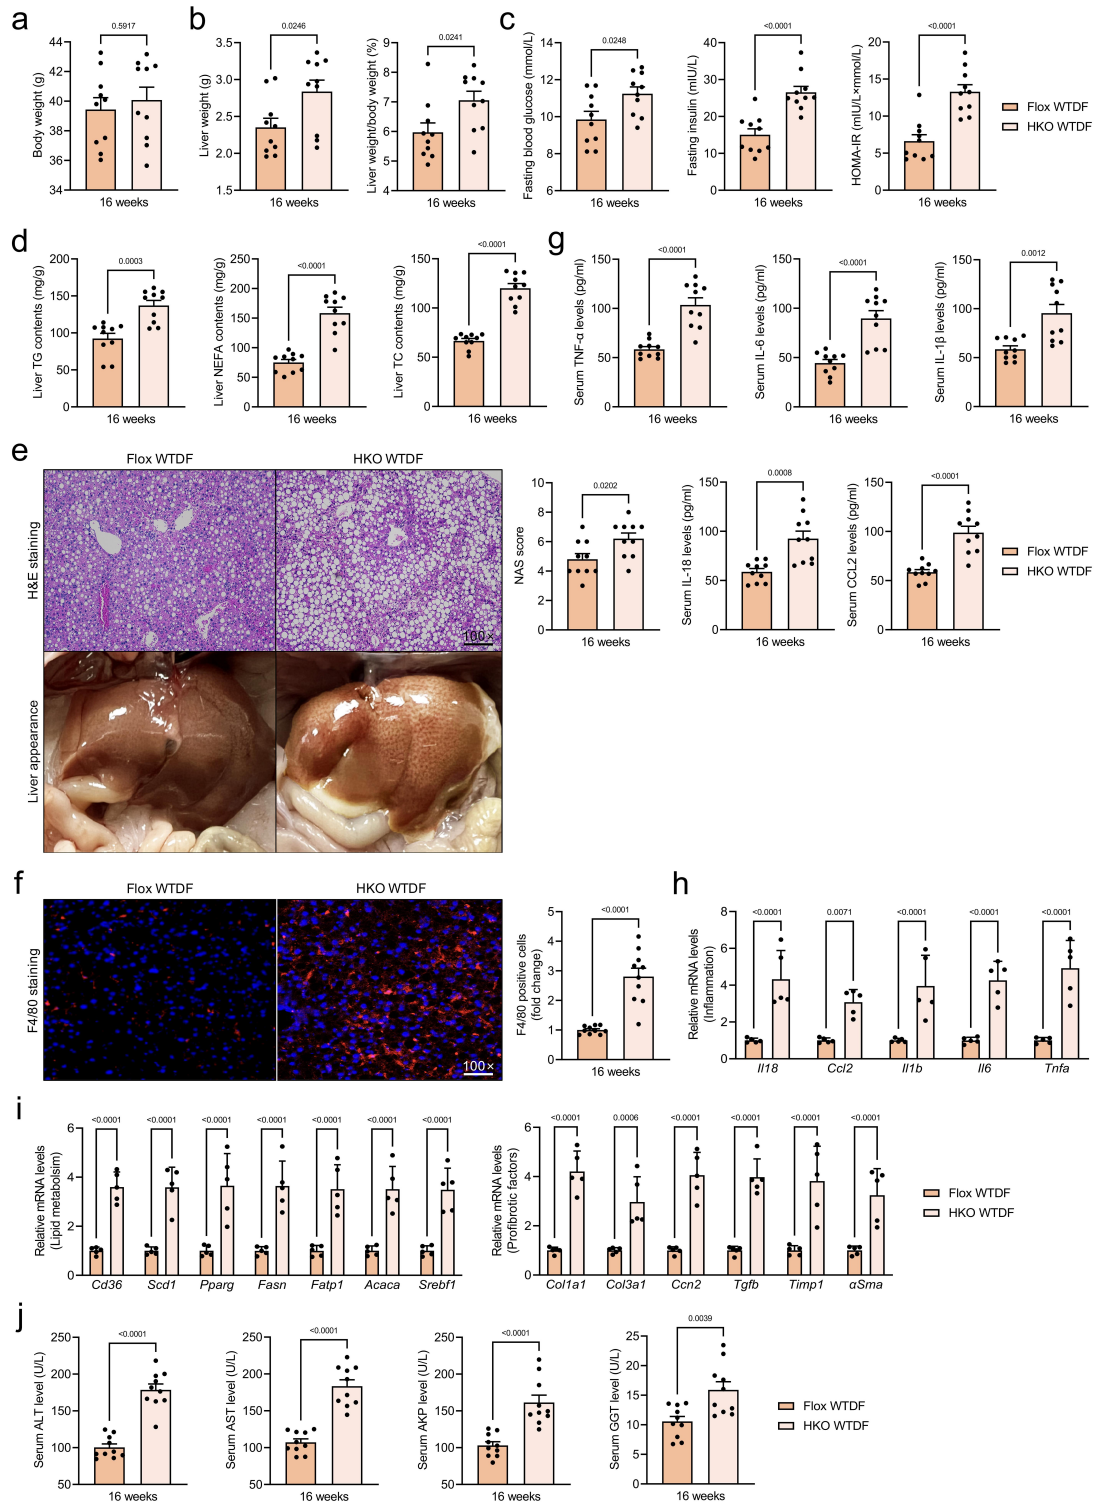 a
Body weight (g)
44
42
40
38
36
34
0.5917
16 weeks
b
Liver weight (g)
3.5
3.0
2.5
2.0
1.5
0.0246
16 weeks
Liver weight/body weight (%)
9
8
7
6
5
4
0.0241
16 weeks
c
Fasting blood glucose (mmol/L)
14
12
10
8
6
0.0248
16 weeks
Fasting insulin (mIU/L)
40
30
20
10
0
<0.0001
16 weeks
HOMA-IR (mIU/L×mmol/L)
20
15
10
5
0
<0.0001
16 weeks
Flox WTDF
HKO WTDF
d
Liver TG contents (mg/g)
200
150
100
50
0
0.0003
16 weeks
Liver NEFA contents (mg/g)
250
200
150
100
50
0
<0.0001
16 weeks
Liver TC contents (mg/g)
150
100
50
0
<0.0001
16 weeks
g
Serum TNF-α levels (pg/ml)
150
100
50
0
<0.0001
16 weeks
Serum IL-6 levels (pg/ml)
150
100
50
0
<0.0001
16 weeks
Serum IL-1β levels (pg/ml)
150
100
50
0
0.0012
16 weeks
e
Flox WTDF
HKO WTDF
H&E staining
100×
Liver appearance
NAS score
10
8
6
4
2
0
0.0202
16 weeks
Serum IL-18 levels (pg/ml)
150
100
50
0
0.0008
16 weeks
Serum CCL2 levels (pg/ml)
150
100
50
0
<0.0001
16 weeks
Flox WTDF
HKO WTDF
f
Flox WTDF
HKO WTDF
F4/80 staining
100×
F4/80 positive cells
(fold change)
5
4
3
2
1
0
<0.0001
16 weeks
h
Relative mRNA levels
(Inflammation)
8
6
4
2
0
<0.0001
0.0071
<0.0001
<0.0001
<0.0001
Il18
Ccl2
Il1b
Il6
Tnfa
i
Relative mRNA levels
(Lipid metabolsim)
6
4
2
0
<0.0001
<0.0001
<0.0001
<0.0001
<0.0001
<0.0001
<0.0001
Cd36
Scd1
Pparg
Fasn
Fatp1
Acaca
Srebf1
Relative mRNA levels
(Profibrotic factors)
6
4
2
0
<0.0001
0.0006
<0.0001
<0.0001
<0.0001
<0.0001
Col1a1
Col3a1
Ccn2
Tgfb
Timp1
αSma
Flox WTDF
HKO WTDF
j
Serum ALT level (U/L)
250
200
150
100
50
<0.0001
16 weeks
Serum AST level (U/L)
250
200
150
100
50
<0.0001
16 weeks
Serum AKP level (U/L)
250
200
150
100
50
<0.0001
16 weeks
Serum GGT level (U/L)
25
20
15
10
5
0
0.0039
16 weeks
Flox WTDF
HKO WTDF